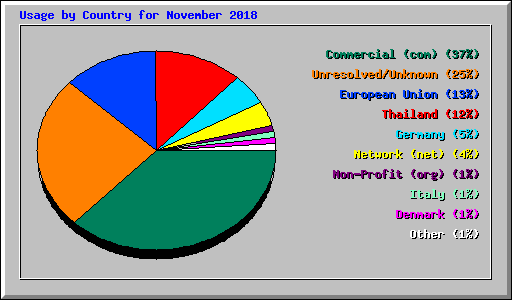 Usage by Country for November 2018
Commercial (com) (37%)
Unresolved/Unknown (25%)
European Union (13%)
Thailand (12%)
Germany (5%)
Network (net) (4%)
Non-Profit (org) (1%)
Italy (1%)
Denmark (1%)
Other (1%)